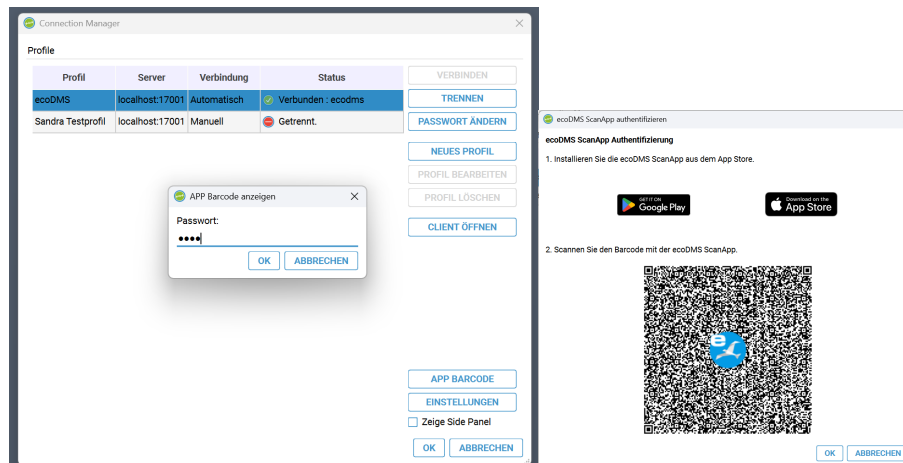 Connection Manager
Profile
Profil Server Verbindung Status
ecoDMS localhost:17001 Automatisch Verbunden : ecodms
Sandra Testprofil localhost:17001 Manuell Getrennt.
VERBINDEN
TRENNEN
PASSWORT ÄNDERN
NEUES PROFIL
PROFIL BEARBEITEN
PROFIL LÖSCHEN
CLIENT ÖFFNEN
APP Barcode anzeigen
Passwort:
OK ABBRECHEN
APP BARCODE
EINSTELLUNGEN
Zeige Side Panel
OK ABBRECHEN
ecoDMS ScanApp authentifizieren
ecoDMS ScanApp Authentifizierung
1. Installieren Sie die ecoDMS ScanApp aus dem App Store.
GET IT ON
Google Play
Download on the
App Store
2. Scannen Sie den Barcode mit der ecoDMS ScanApp.
e
OK ABBRECHEN